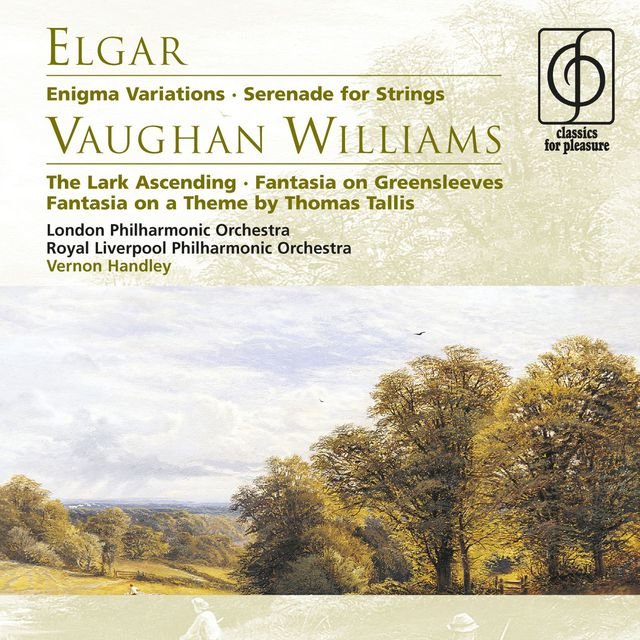 ELGAR
Enigma Variations · Serenade for Strings
VAUGHAN WILLIAMS
The Lark Ascending · Fantasia on Greensleeves
Fantasia on a Theme by Thomas Tallis
London Philharmonic Orchestra
Royal Liverpool Philharmonic Orchestra
Vernon Handley
classics
for pleasure